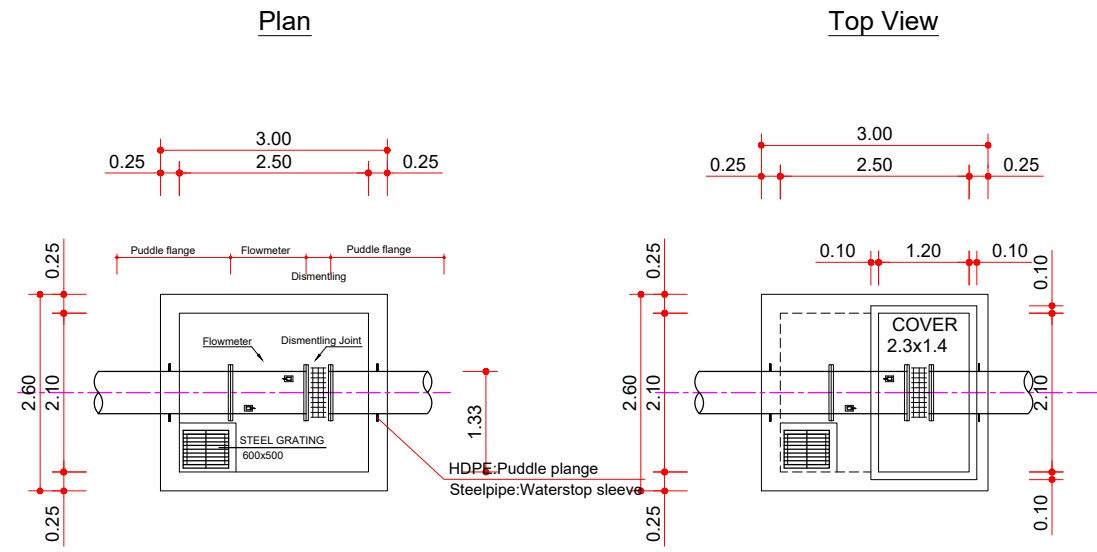 Plan
Top View
3.00
0.25
2.50
0.25
3.00
0.25
2.50
0.25
Puddle flange
Flowmeter
Puddle flange
Dismentling
0.10
1.20
0.10
0.25
2.60
2.10
0.25
Flowmeter
Dismentling Joint
STEEL GRATING
600x500
1.33
HDPE:Puddle plange
Steelpipe:Waterstop sleeve
0.25
2.60
2.10
0.25
COVER
2.3x1.4
0.10
2.10
0.10